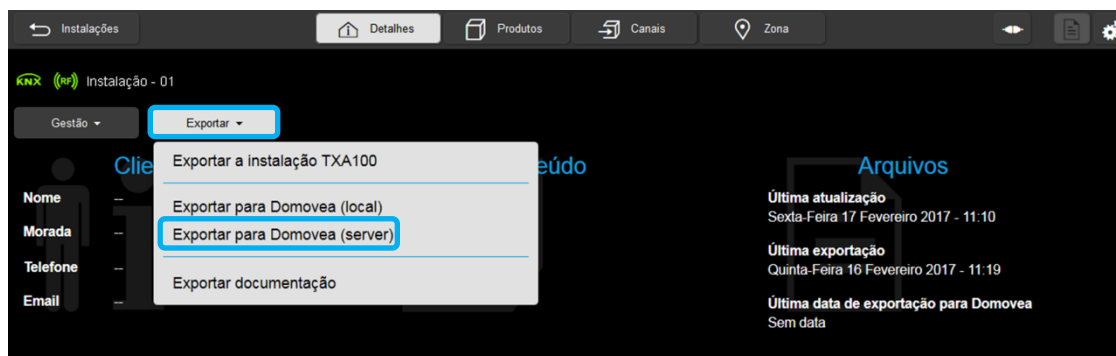 Instalações
Detalhes
Produtos
Canais
Zona
KNX ((RF)) Instalação - 01
Gestão
Exportar
Clie
eúdo
Arquivos
Exportar a instalação TXA100
Exportar para Domovea (local)
Exportar para Domovea (server)
Exportar documentação
Nome --
Morada --
Telefone --
Email --
Última atualização
Sexta-Feira 17 Fevereiro 2017 - 11:10
Última exportação
Quinta-Feira 16 Fevereiro 2017 - 11:19
Última data de exportação para Domovea
Sem data